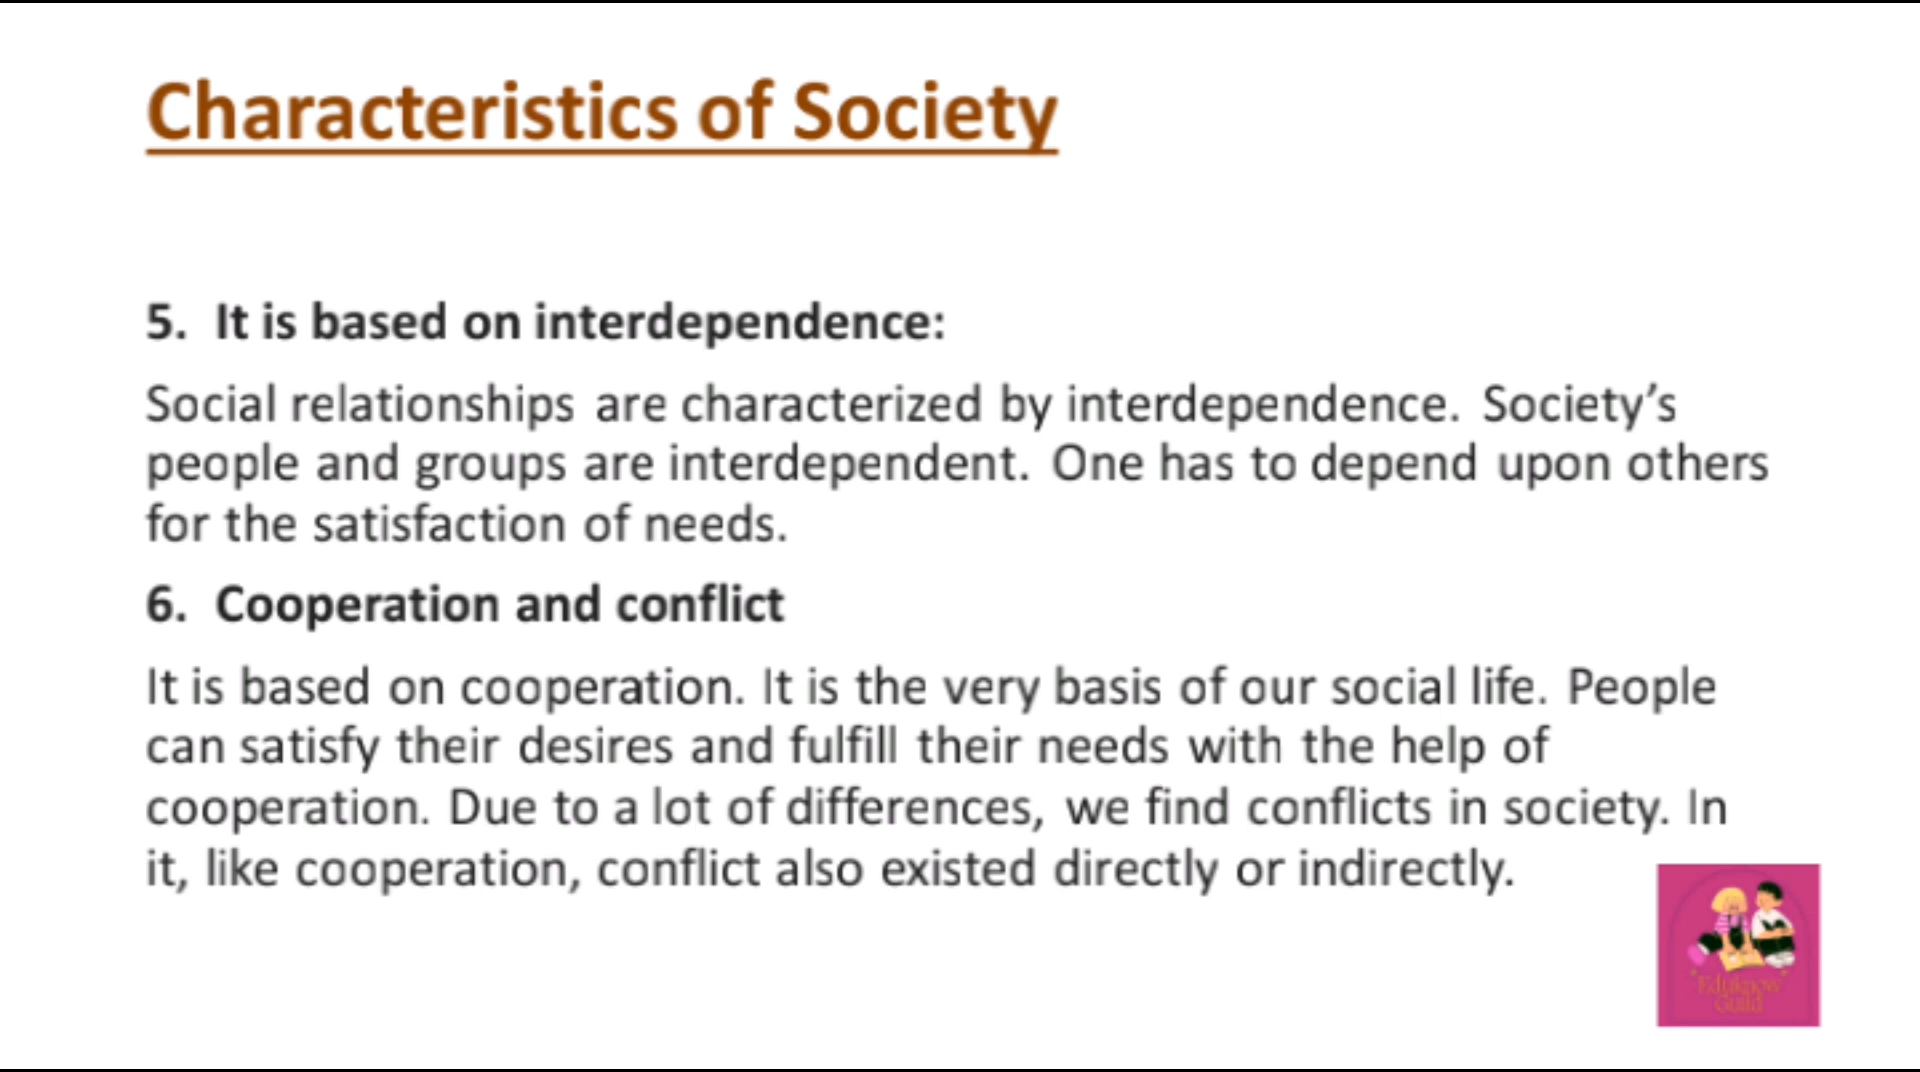 Characteristics of Society
5. It is based on interdependence:
Social relationships are characterized by interdependence. Society’s
people and groups are interdependent. One has to depend upon others
for the satisfaction of needs.
6. Cooperation and conflict
It is based on cooperation. It is the very basis of our social life. People
can satisfy their desires and fulfill their needs with the help of
cooperation. Due to a lot of differences, we find conflicts in society. In
it, like cooperation, conflict also existed directly or indirectly.
Eduknow
Guild